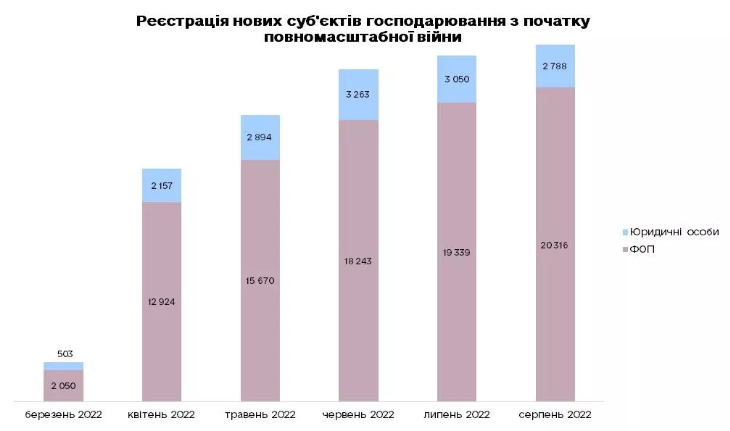 Реєстрація нових суб'єктів господарювання з початку
повномасштабної війни
503
2 050
2 157
12 924
2 894
15 670
3 263
18 243
3 050
19 339
2 788
20 316
Юридичні особи
ФОП
березень 2022
квітень 2022
травень 2022
червень 2022
липень 2022
серпень 2022